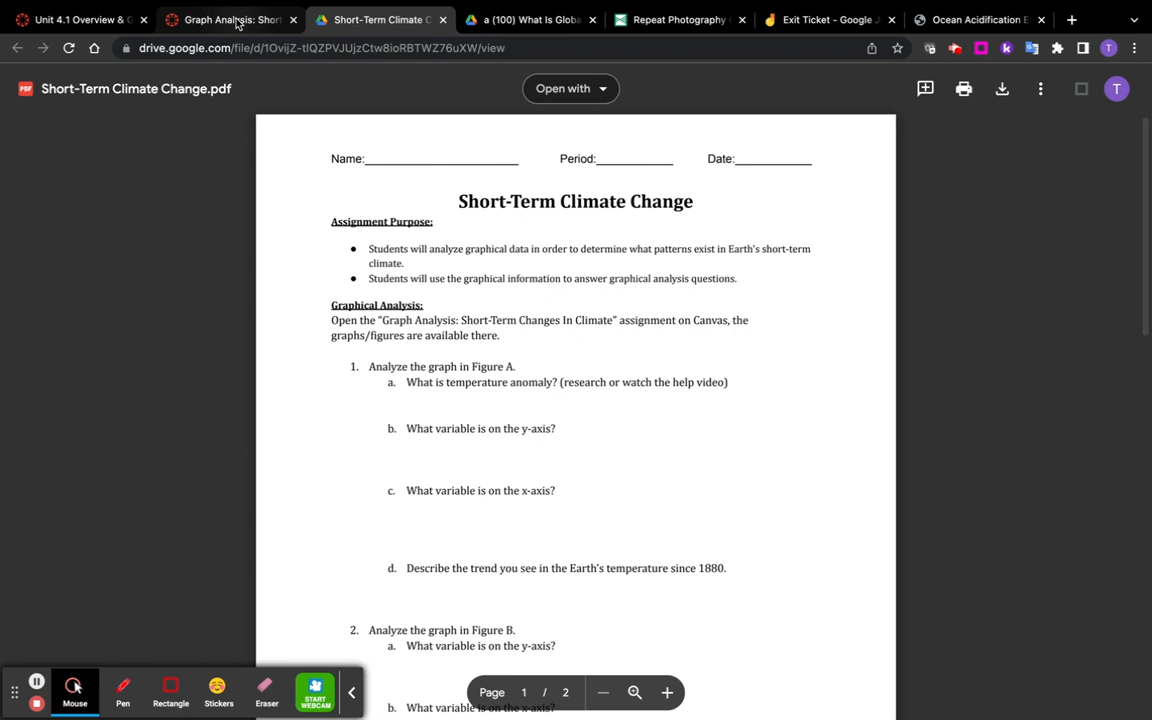 Unit 4.1 Overview & G
Graph Analysis: Short
Short-Term Climate C
a (100) What Is Globa
Repeat Photography
Exit Ticket - Google J
Ocean Acidification E
drive.google.com/file/d/1OvijZ-tlQZPVJUjzCtw8ioRBTWZ76uXW/view
T
PDF
Short-Term Climate Change.pdf
Open with
T
Name: Period: Date:
Short-Term Climate Change
Assignment Purpose:
● Students will analyze graphical data in order to determine what patterns exist in Earth's short-term
climate.
● Students will use the graphical information to answer graphical analysis questions.
Graphical Analysis:
Open the "Graph Analysis: Short-Term Changes In Climate" assignment on Canvas, the
graphs/figures are available there.
1. Analyze the graph in Figure A.
a. What is temperature anomaly? (research or watch the help video)
b. What variable is on the y-axis?
c. What variable is on the x-axis?
d. Describe the trend you see in the Earth's temperature since 1880.
2. Analyze the graph in Figure B.
a. What variable is on the y-axis?
b. What variable is on the x-axis?
Mouse
Pen
Rectangle
Stickers
Eraser
START
WEBCAM
Page 1 / 2